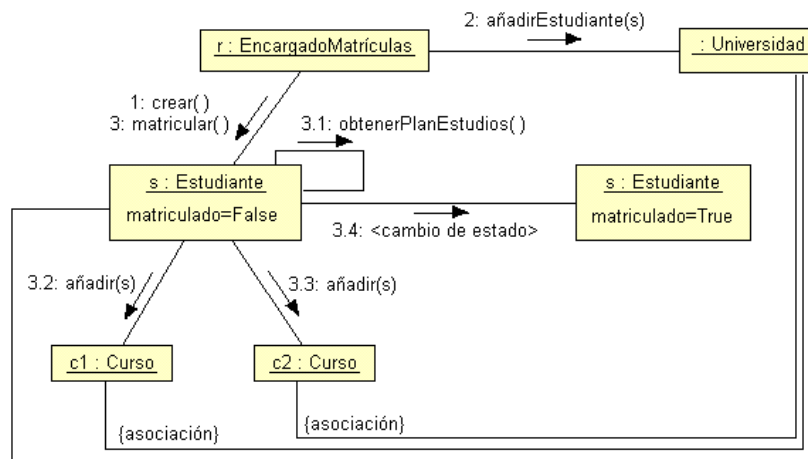 2: añadirEstudiante(s)
r : EncargadoMatrículas
: Universidad
1: crear()
3: matricular()
3.1: obtenerPlanEstudios()
s : Estudiante
matriculado=False
s : Estudiante
matriculado=True
3.4: <cambio de estado>
3.2: añadir(s)
3.3: añadir(s)
c1 : Curso
c2 : Curso
{asociación}
{asociación}